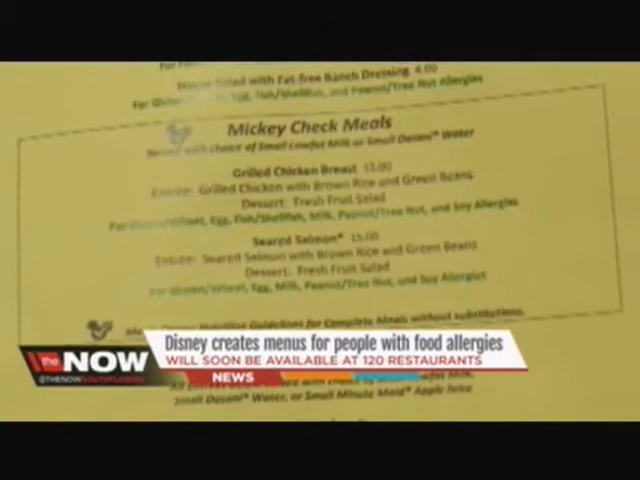 House Salad with Fat-free Ranch Dressing 4.00
For Egg, Fish/Shellfish, and Peanut/Tree Nut Allergies
Mickey Check Meals
Served with choice of Small Lowfat Milk or Small Dasani® Water
Grilled Chicken Breast 13.00
Entrée: Grilled Chicken with Brown Rice and Green Beans
Dessert: Fresh Fruit Salad
For Gluten/Wheat, Egg, Fish/Shellfish, Milk, Peanut/Tree Nut, and Soy Allergies
Seared Salmon* 15.00
Entrée: Seared Salmon with Brown Rice and Green Beans
Dessert: Fresh Fruit Salad
For Gluten/Wheat, Egg, Milk, Peanut/Tree Nut, and Soy Allergies
Nutrition Guidelines for Complete Meals without substitutions.
Disney creates menus for people with food allergies
the NOW
WILL SOON BE AVAILABLE AT 120 RESTAURANTS
@THENOWSOUTHFLORIDA
NEWS
Small Dasani® Water, or Small Minute Maid® Apple Juice